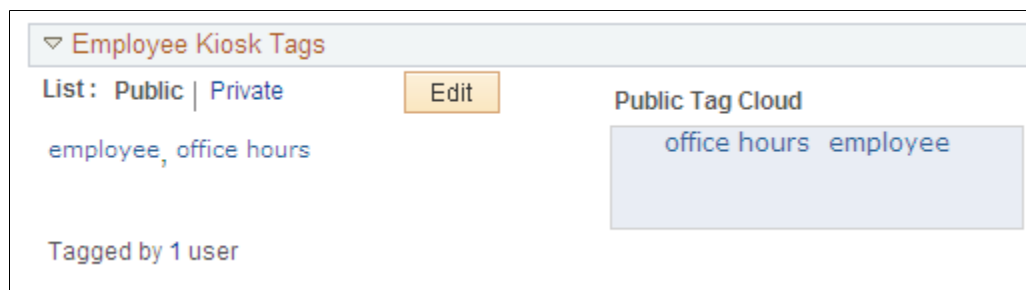 Employee Kiosk Tags
List: Public | Private
Edit
employee, office hours
Tagged by 1 user
Public Tag Cloud
office hours employee